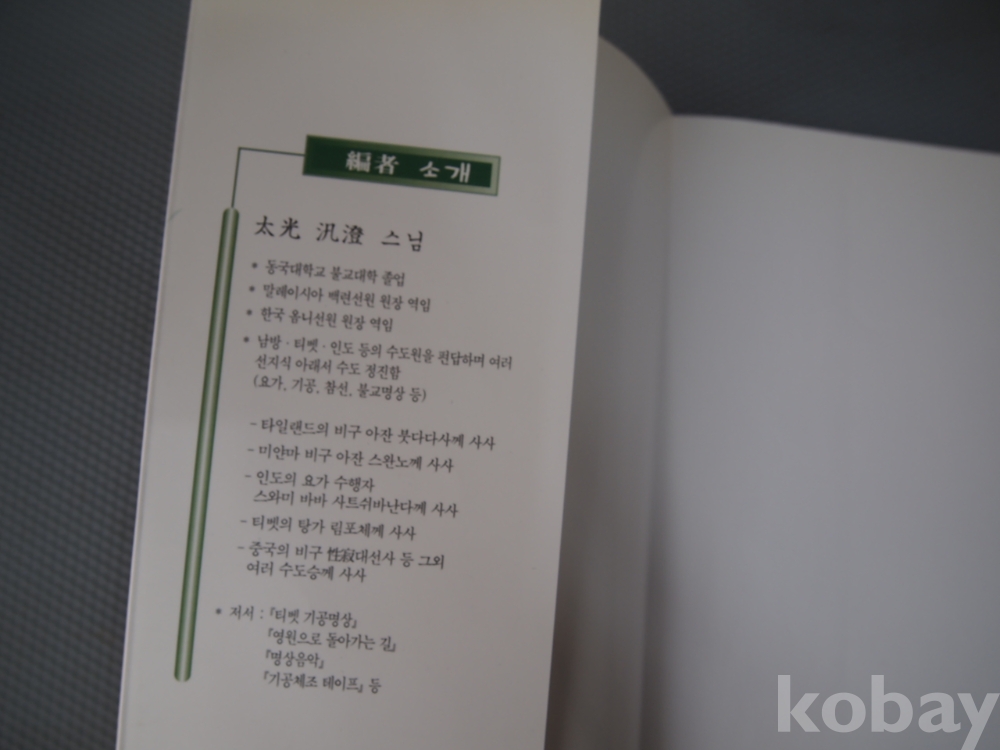 編者 소개
太光 汎澄 스님
* 동국대학교 불교대학 졸업
* 말레이시아 백련선원 원장 역임
* 한국 옴니선원 원장 역임
* 남방·티벳·인도 등의 수도원을 편답하며 여러
선지식 아래서 수도 정진함
(요가, 기공, 참선, 불교명상 등)
- 타일랜드의 비구 아잔 붓다다사께 사사
- 미얀마 비구 아잔 스완노께 사사
- 인도의 요가 수행자
스와미 바바 사트쉬바난다께 사사
- 티벳의 탕가 림포체께 사사
- 중국의 비구 性寂대선사 등 그외
여러 수도승께 사사
* 저서 : 『티벳 기공명상』
『영원으로 돌아가는 길』
『명상음악』
『기공체조 테이프』 등
kobay